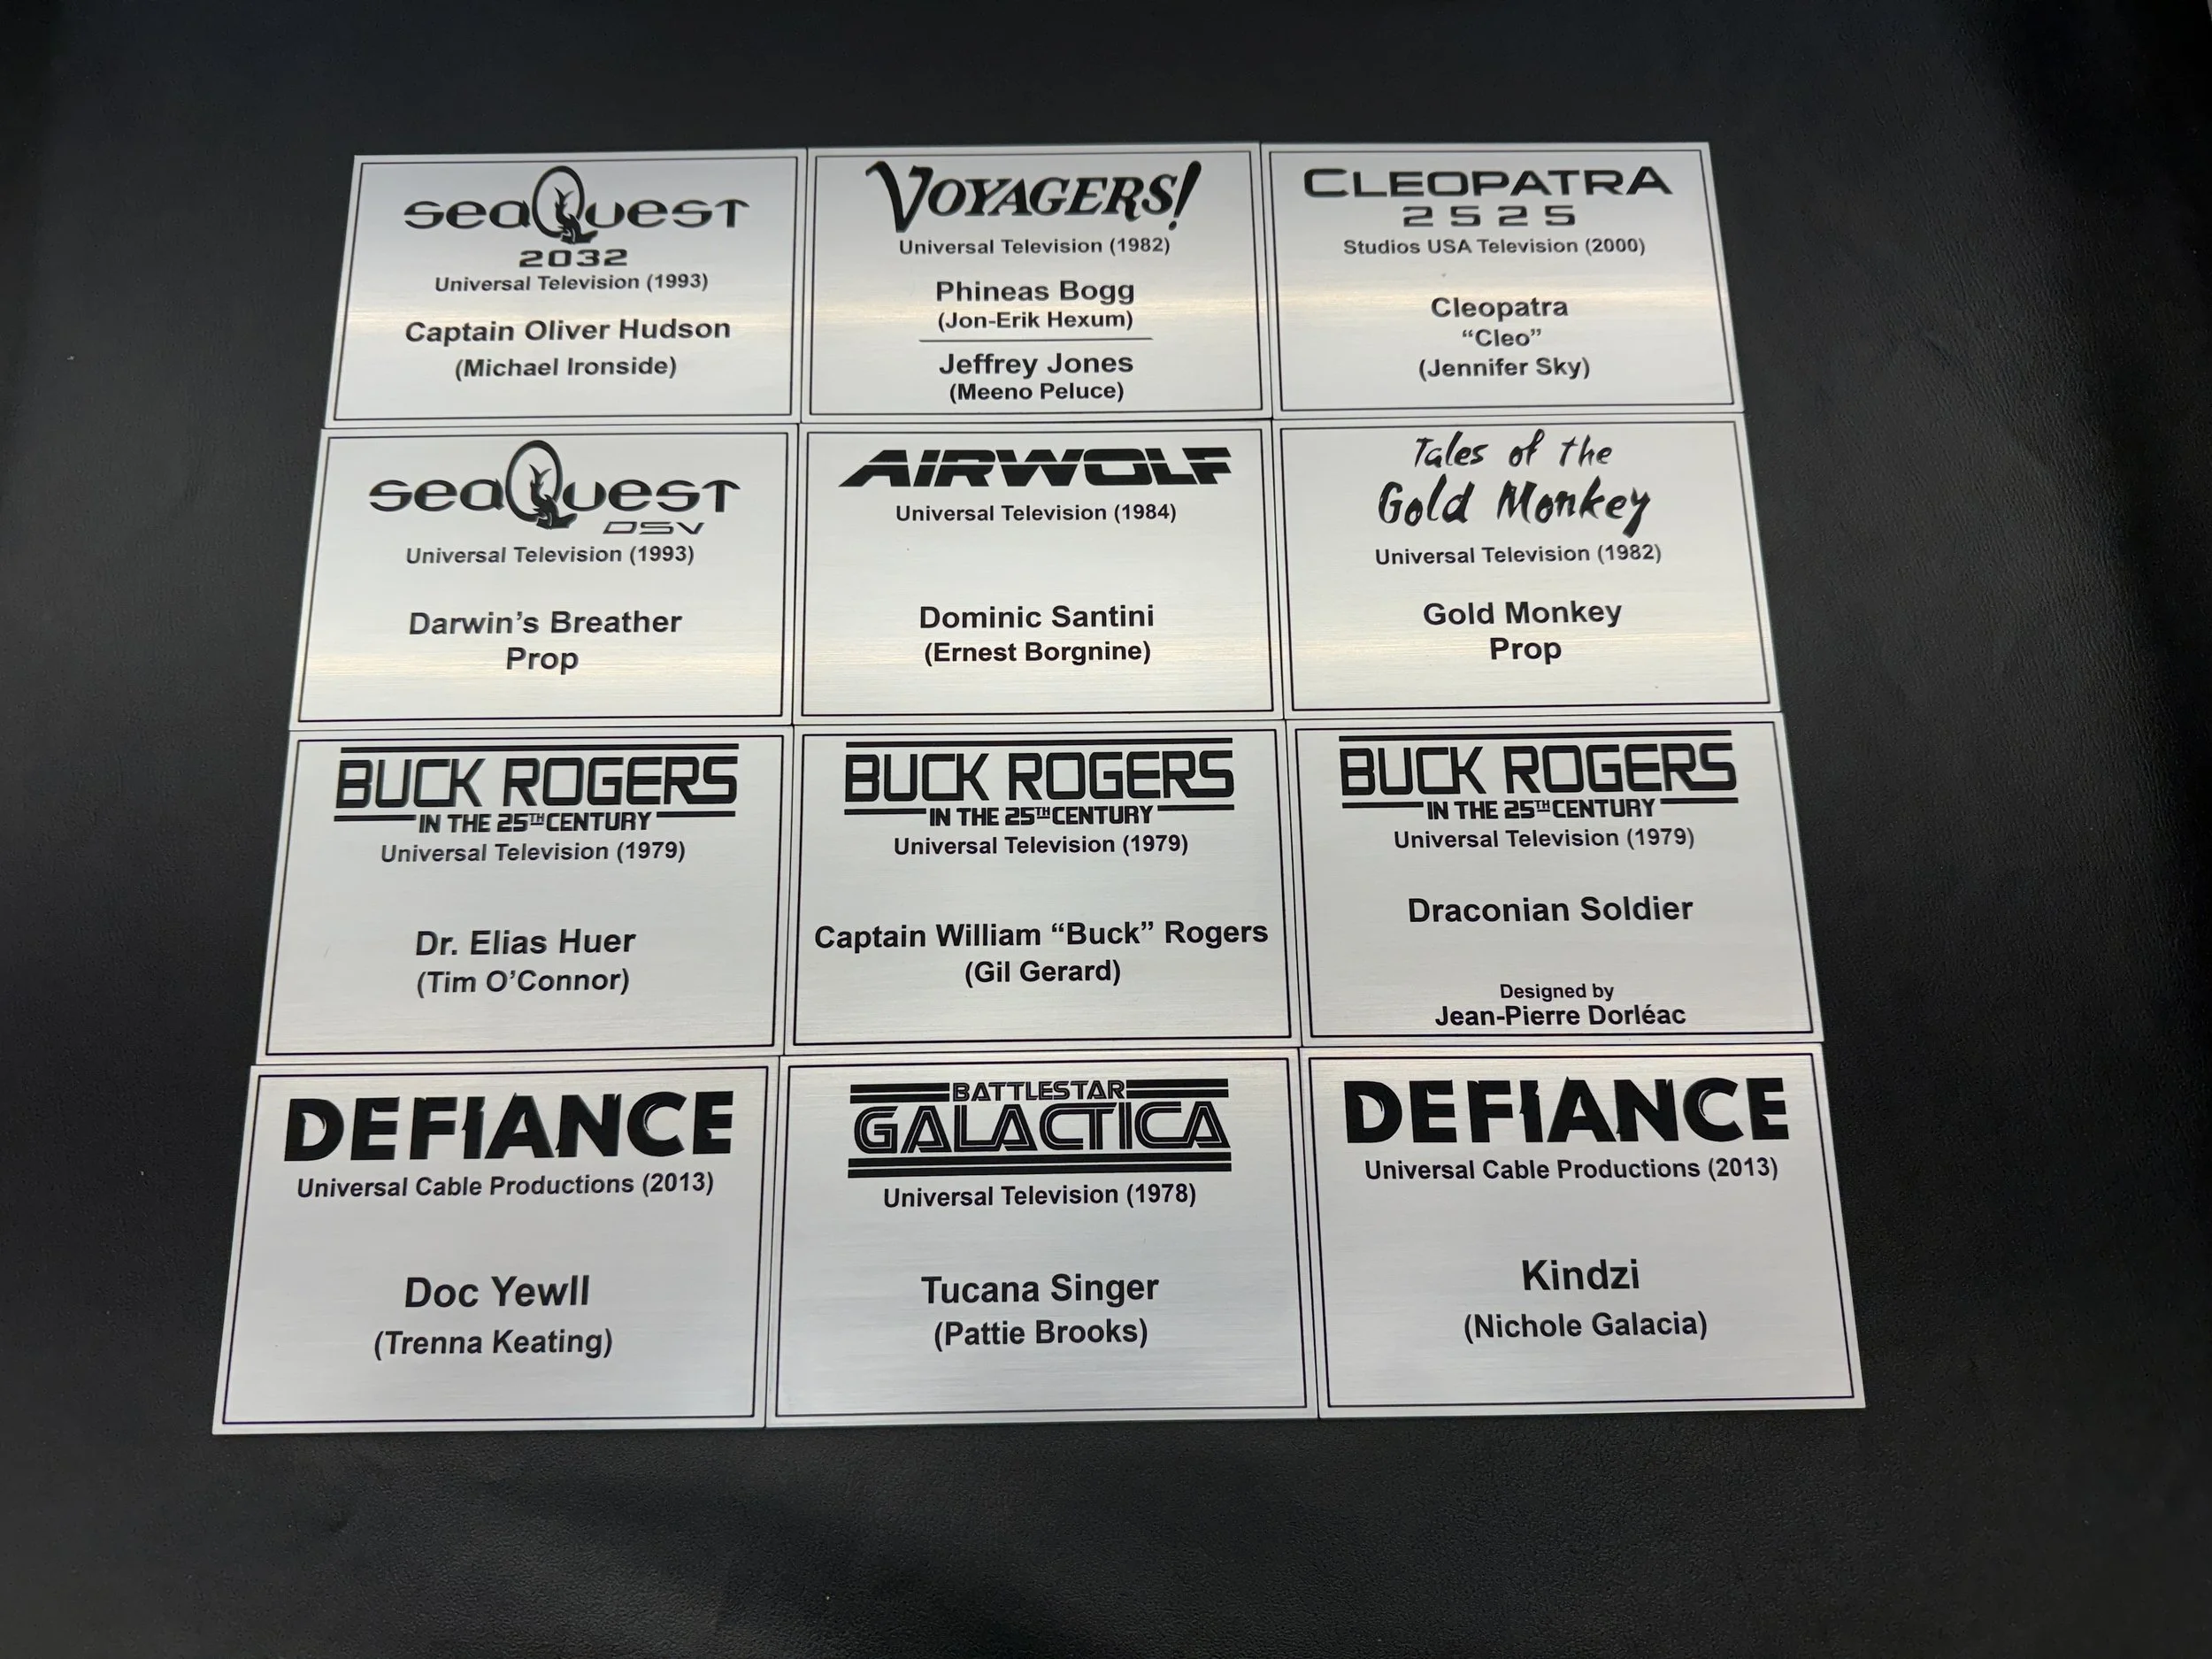 seaQuest
2032
Universal Television (1993)
Captain Oliver Hudson
(Michael Ironside)
VOYAGERS!
Universal Television (1982)
Phineas Bogg
(Jon-Erik Hexum)
Jeffrey Jones
(Meeno Peluce)
CLEOPATRA
2525
Studios USA Television (2000)
Cleopatra
“Cleo”
(Jennifer Sky)
seaQuest
DSV
Universal Television (1993)
Darwin’s Breather
Prop
AIRWOLF
Universal Television (1984)
Dominic Santini
(Ernest Borgnine)
Tales of the
Gold Monkey
Universal Television (1982)
Gold Monkey
Prop
BUCK ROGERS
IN THE 25TH CENTURY
Universal Television (1979)
Dr. Elias Huer
(Tim O’Connor)
BUCK ROGERS
IN THE 25TH CENTURY
Universal Television (1979)
Captain William “Buck” Rogers
(Gil Gerard)
BUCK ROGERS
IN THE 25TH CENTURY
Universal Television (1979)
Draconian Soldier
Designed by
Jean-Pierre Dorléac
DEFIANCE
Universal Cable Productions (2013)
Doc Yewll
(Trenna Keating)
BATTLESTAR
GALACTICA
Universal Television (1978)
Tucana Singer
(Pattie Brooks)
DEFIANCE
Universal Cable Productions (2013)
Kindzi
(Nichole Galacia)